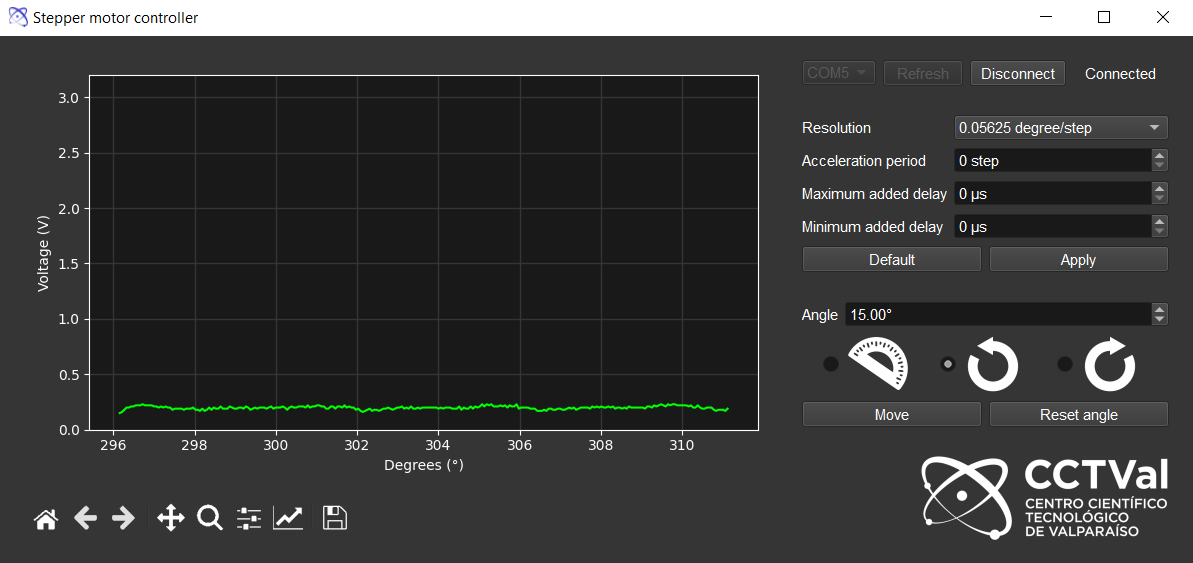 Stepper motor controller
COM5 Refresh Disconnect Connected
Resolution 0.05625 degree/step
Acceleration period 0 step
Maximum added delay 0 µs
Minimum added delay 0 µs
Default Apply
Angle 15.00°
Move Reset angle
3.0
2.5
2.0
1.5
1.0
0.5
0.0
Voltage (V)
296 298 300 302 304 306 308 310
Degrees (°)
CCTVal
CENTRO CIENTÍFICO
TECNOLÓGICO
DE VALPARAÍSO